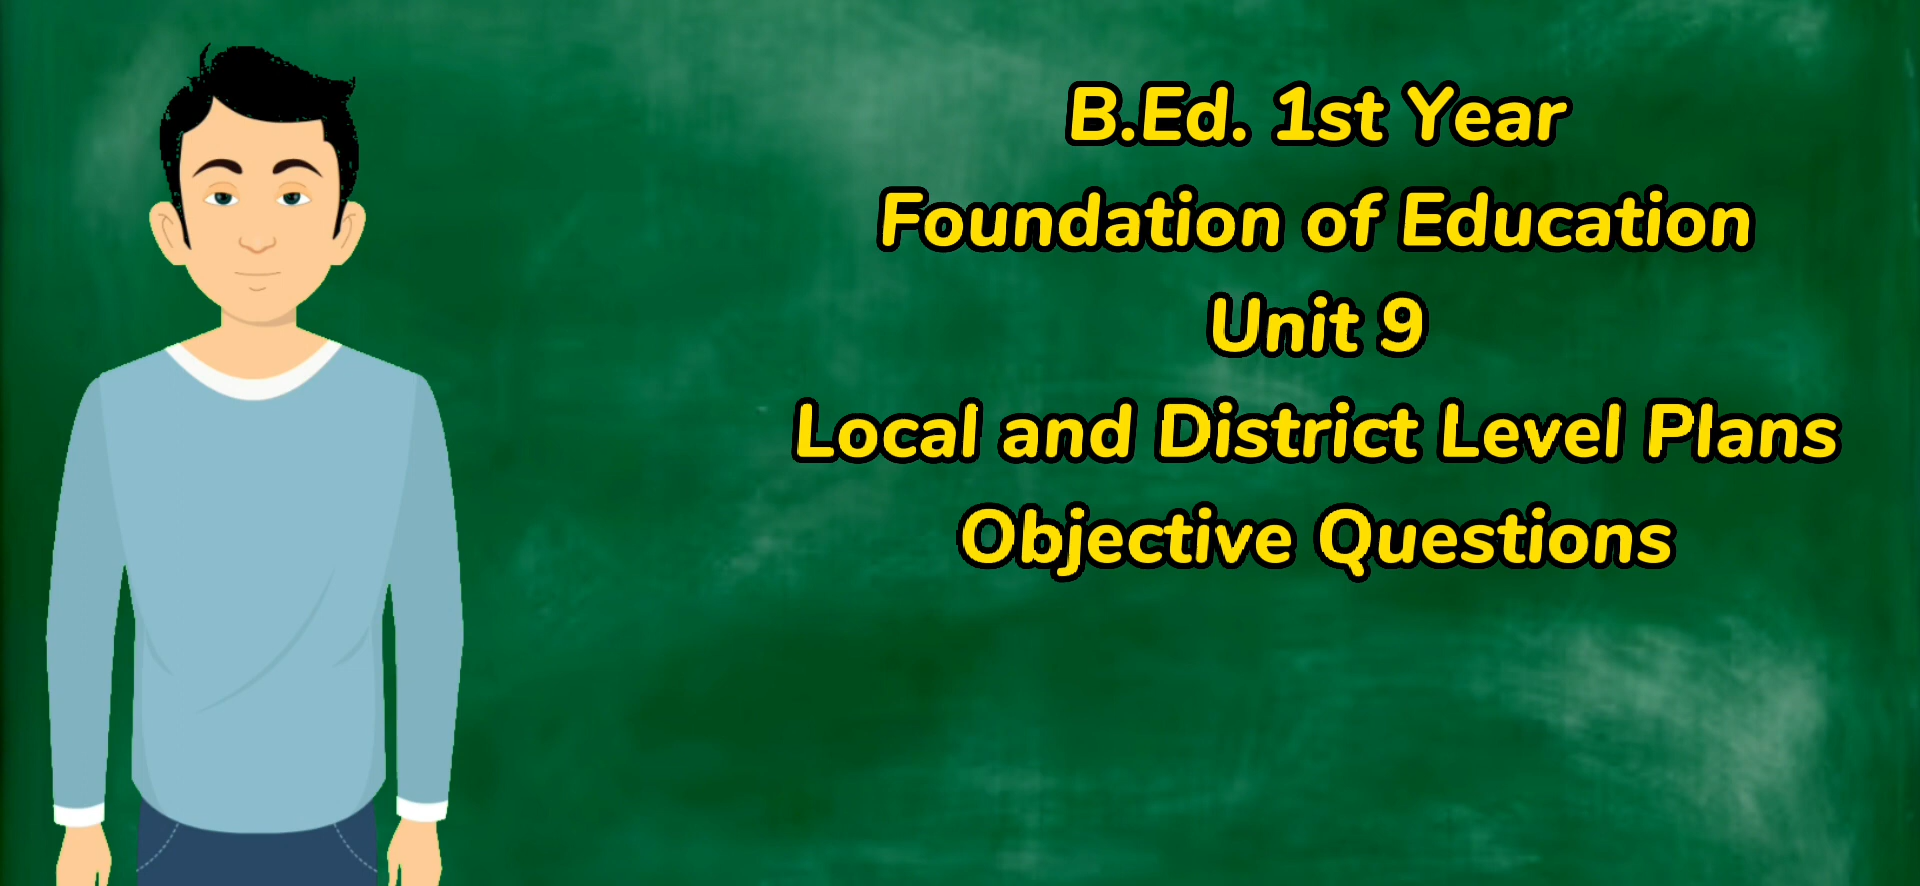 B.Ed. 1st Year
Foundation of Education
Unit 9
Local and District Level Plans
Objective Questions